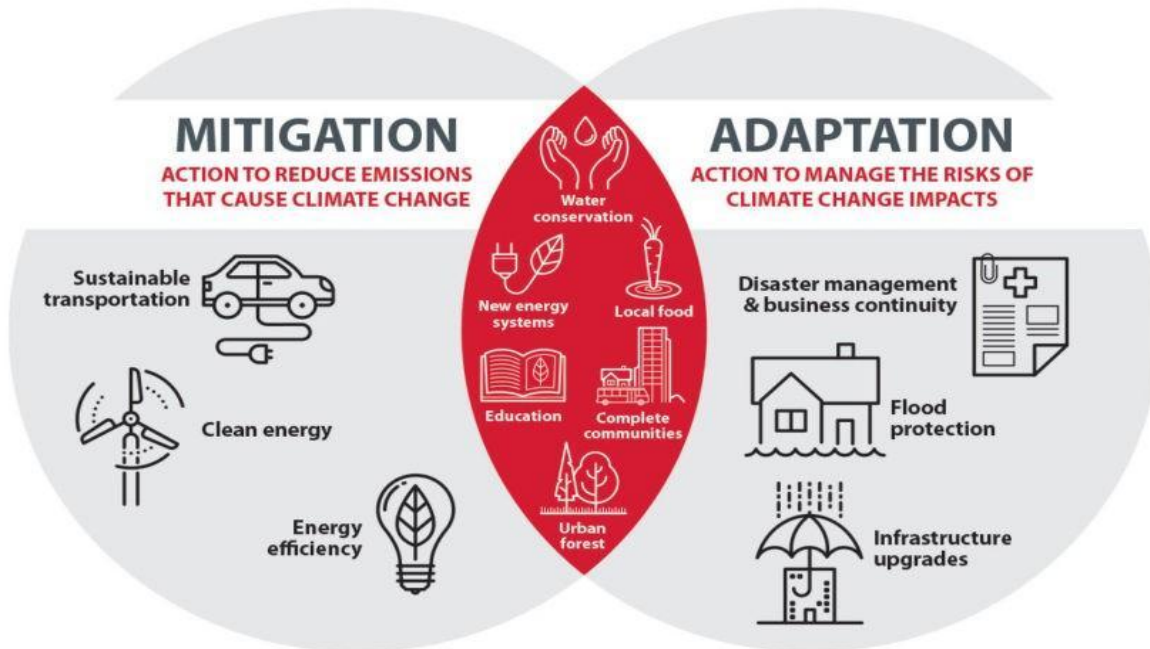 MITIGATION
ACTION TO REDUCE EMISSIONS
THAT CAUSE CLIMATE CHANGE
Sustainable
transportation
Clean energy
Energy
efficiency
Water
conservation
New energy
systems
Local food
Education
Complete
communities
Urban
forest
ADAPTATION
ACTION TO MANAGE THE RISKS OF
CLIMATE CHANGE IMPACTS
Disaster management
& business continuity
Flood
protection
Infrastructure
upgrades